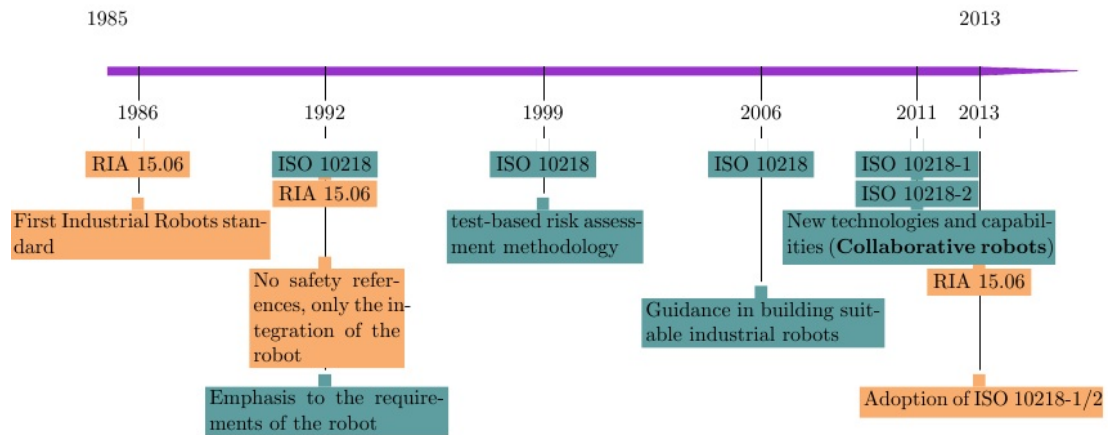 1985
2013
1986
1992
1999
2006
2011
2013
RIA 15.06
ISO 10218
RIA 15.06
ISO 10218
ISO 10218
ISO 10218-1
ISO 10218-2
First Industrial Robots stan-
dard
test-based risk assess-
ment methodology
New technologies and capabil-
ities (Collaborative robots)
RIA 15.06
No safety refer-
ences, only the in-
tegration of the
robot
Guidance in building suit-
able industrial robots
Emphasis to the require-
ments of the robot
Adoption of ISO 10218-1/2